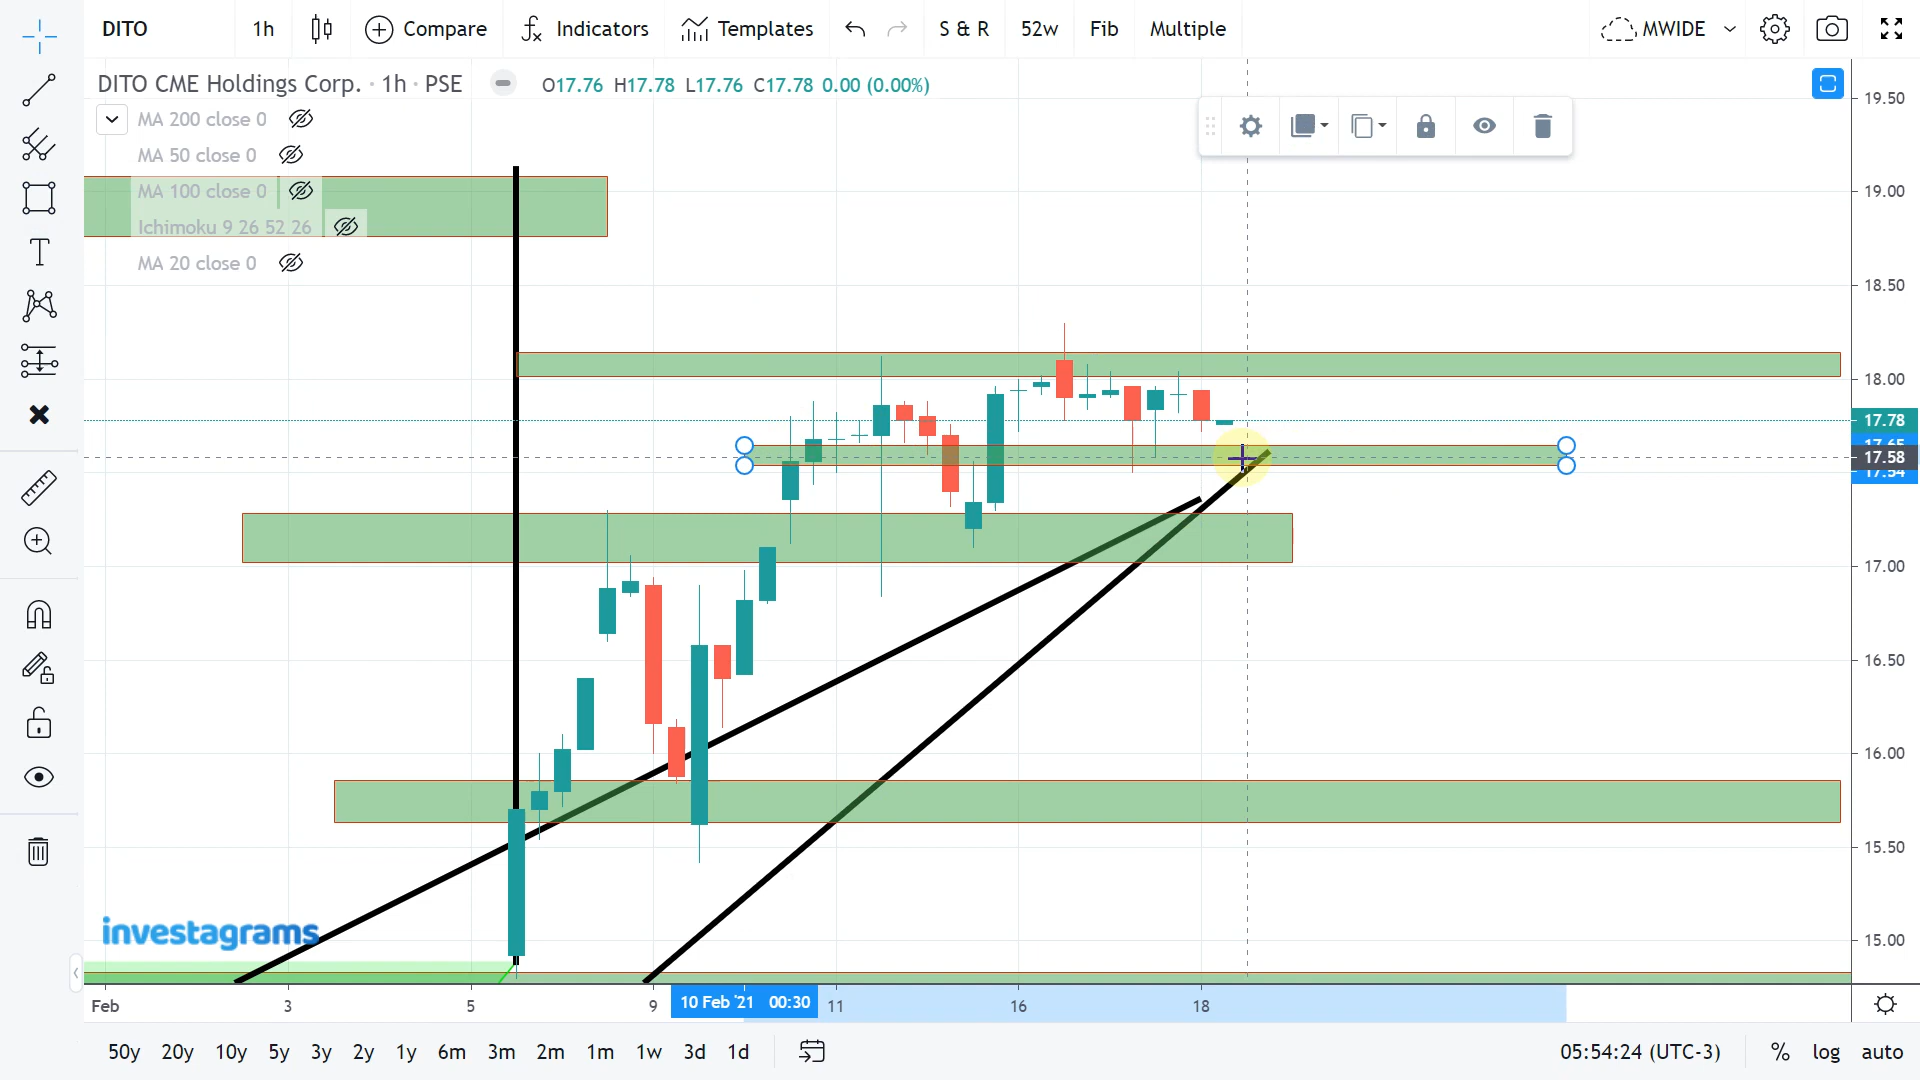 DITO 1h Compare Indicators Templates S & R 52w Fib Multiple MWIDE
DITO CME Holdings Corp. · 1h · PSE O17.76 H17.78 L17.76 C17.78 0.00 (0.00%)
MA 200 close 0
MA 50 close 0
MA 100 close 0
Ichimoku 9 26 52 26
MA 20 close 0
19.50
19.00
18.50
18.00
17.78
17.65
17.58
17.54
17.00
16.50
16.00
15.50
15.00
investagrams
Feb 3 5 9 10 Feb '21 00:30 11 16 18
50y 20y 10y 5y 3y 2y 1y 6m 3m 2m 1m 1w 3d 1d 05:54:24 (UTC-3) % log auto
T